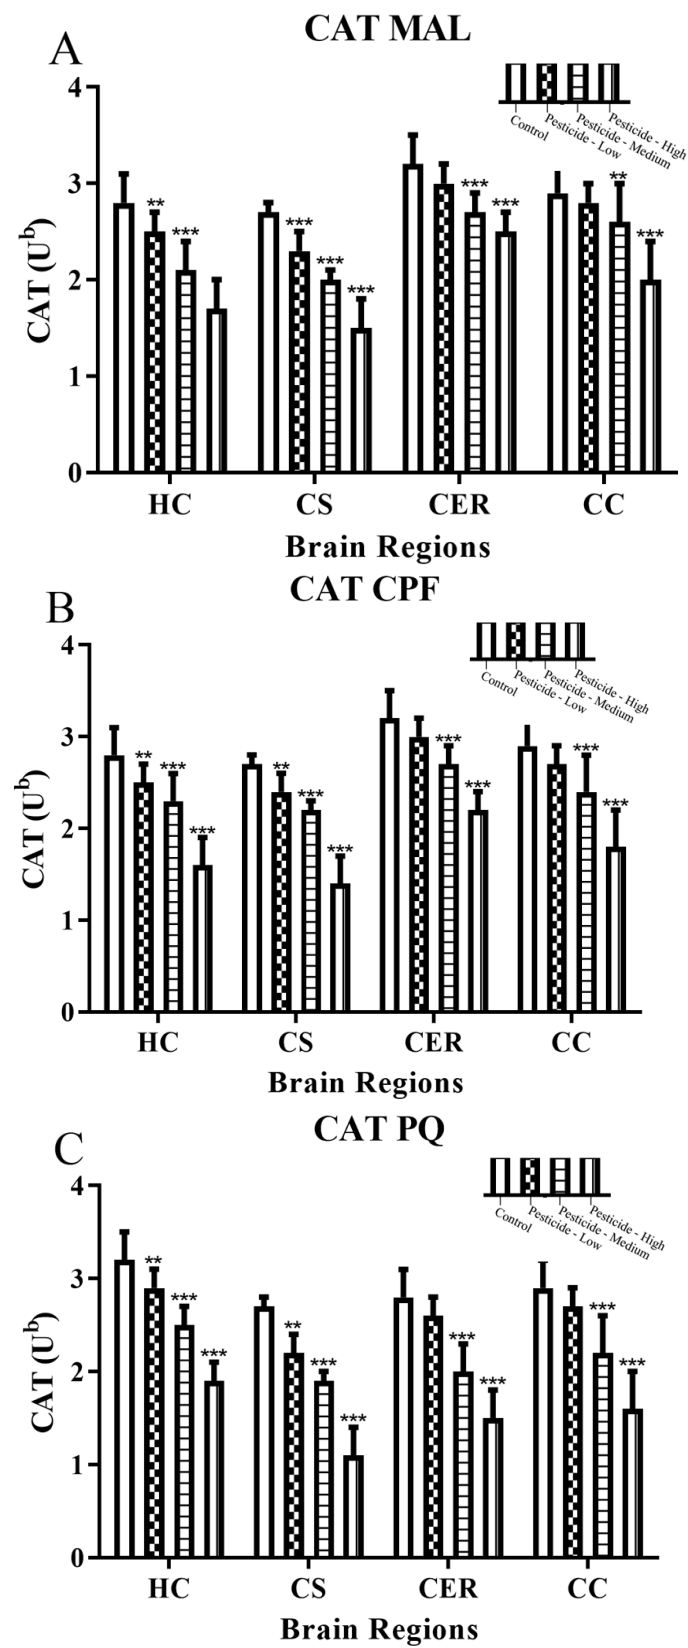 A
CAT MAL
Control
Pesticide - Low
Pesticide - Medium
Pesticide - High
CAT (Uᵇ)
4
3
2
1
0
** *** *** *** *** *** *** ** ***
HC CS CER CC
Brain Regions
B
CAT CPF
Control
Pesticide - Low
Pesticide - Medium
Pesticide - High
CAT (Uᵇ)
4
3
2
1
0
** *** *** ** *** *** *** *** *** ***
HC CS CER CC
Brain Regions
C
CAT PQ
Control
Pesticide - Low
Pesticide - Medium
Pesticide - High
CAT (Uᵇ)
4
3
2
1
0
** *** *** ** *** *** *** *** *** ***
HC CS CER CC
Brain Regions